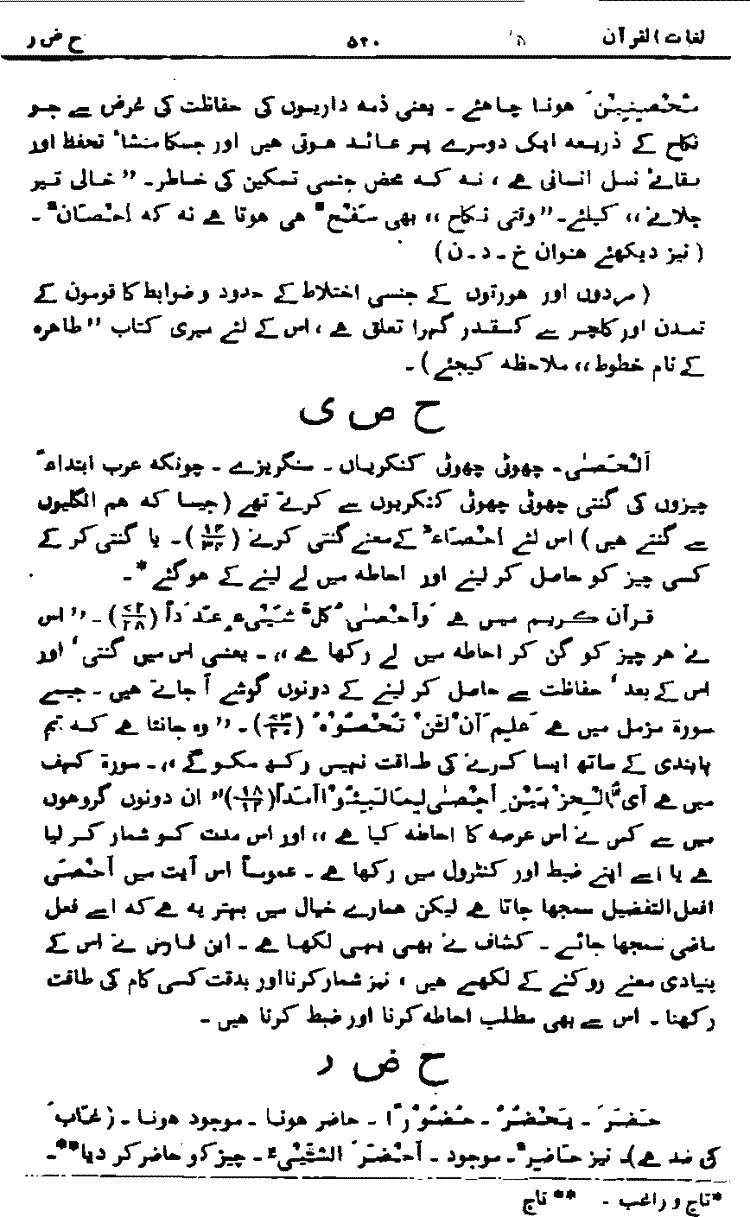 لغات القرآن ۵۲۰ ح ض ر
مُحْصِنِيْنَ ہونا چاہئے ۔ یعنی ذمہ داریوں کی حفاظت کی غرض سے جو
نکاح کے ذریعہ ایک دوسرے پر عائد ہوتی ہیں اور جسکا منشاء تحفظ اور
بقائے نسل انسانی ہے ، نہ کہ محض جنسی تسکین کی خاطر۔ ”خالی تیر
چلانے،، کیلئے۔ ”وقتی نکاح ،، بھی سَفْحٌ ہی ہوتا ہے نہ کہ اِحْصَانٌ ۔
( نیز دیکھئے عنوان خ ۔ د ۔ ن )
( مردوں اور عورتوں کے جنسی اختلاط کے حدود و ضوابط کا قوموں کے
تمدن اور کلچر سے کسقدر گہرا تعلق ہے ، اس کے لئے میری کتاب ”طاہرہ
کے نام خطوط ،، ملاحظہ کیجئے ) ۔
ح ص ی
اَلْحَصٰی۔ چھوٹی چھوٹی کنکریاں ۔ سنگریزے ۔ چونکہ عرب ابتداءً
چیزوں کی گنتی چھوٹی چھوٹی کنکریوں سے کرتے تھے ( جیسا کہ ہم انگلیوں
سے گنتے ہیں ) اس لئے اِحْصَاءٌ کے معنے گنتی کرنے ( ) ۔ یا گنتی کر کے
کسی چیز کو حاصل کر لینے اور احاطہ میں لے لینے کے ہوگئے * ۔
قرآن کریم میں ہے وَاَحْصٰی کُلَّ شَیْئٍ عَدَداً ( ۷۲/۲۸ ) ۔ ”اس
نے ہر چیز کو گن کر احاطہ میں لے رکھا ہے ،، ۔ یعنی اس میں گنتی ، اور
اس کے بعد ، حفاظت سے حاصل کر لینے کے دونوں گوشے آ جاتے ہیں ۔ جیسے
سورۃ مزمل میں ہے عَلِمَ اَنْ لَّنْ تُحْصُوْہُ ( ۷۳/۲۰ ) ۔ ” وہ جانتا ہے کہ تم
پابندی کے ساتھ ایسا کرنے کی طاقت نہیں رکھ سکو گے ،، ۔ سورۃ کہف
میں ہے اَیُّ الْحِزْبَیْنِ اَحْصٰی لِمَا لَبِثُوْا اَمَداً ( ۱۸/۱۲ ) ” ان دونوں گروہوں
میں سے کس نے اس عرصہ کا احاطہ کیا ہے ،، اور اس مدت کو شمار کر لیا
ہے یا اسے اپنے ضبط اور کنٹرول میں رکھا ہے ۔ عموماً اس آیت میں اَحْصٰی
افعل التفضیل سمجھا جاتا ہے لیکن ہمارے خیال میں بہتر یہ ہے کہ اسے فعل
ماضی سمجھا جائے ۔ کشاف نے بھی یہی لکھا ہے ۔ ابن فارس نے اس کے
بنیادی معنے روکنے کے لکھے ہیں ، نیز شمار کرنا اور بدقت کسی کام کی طاقت
رکھنا ۔ اس سے بھی مطلب احاطہ کرنا اور ضبط کرنا ہیں ۔
ح ض ر
حَضَرَ ۔ یَحْضُرُ ۔ حُضُوْرًا ۔ حاضر ہونا ۔ موجود ہونا ۔ ( غَابَ
کی ضد ہے )۔ نیز حَاضِرٌ ۔ موجود ۔ اَحْضَرَ الشَّیْئَ ۔ چیز کو حاضر کر دیا ** ۔
*تاج و راغب ۔ ** تاج